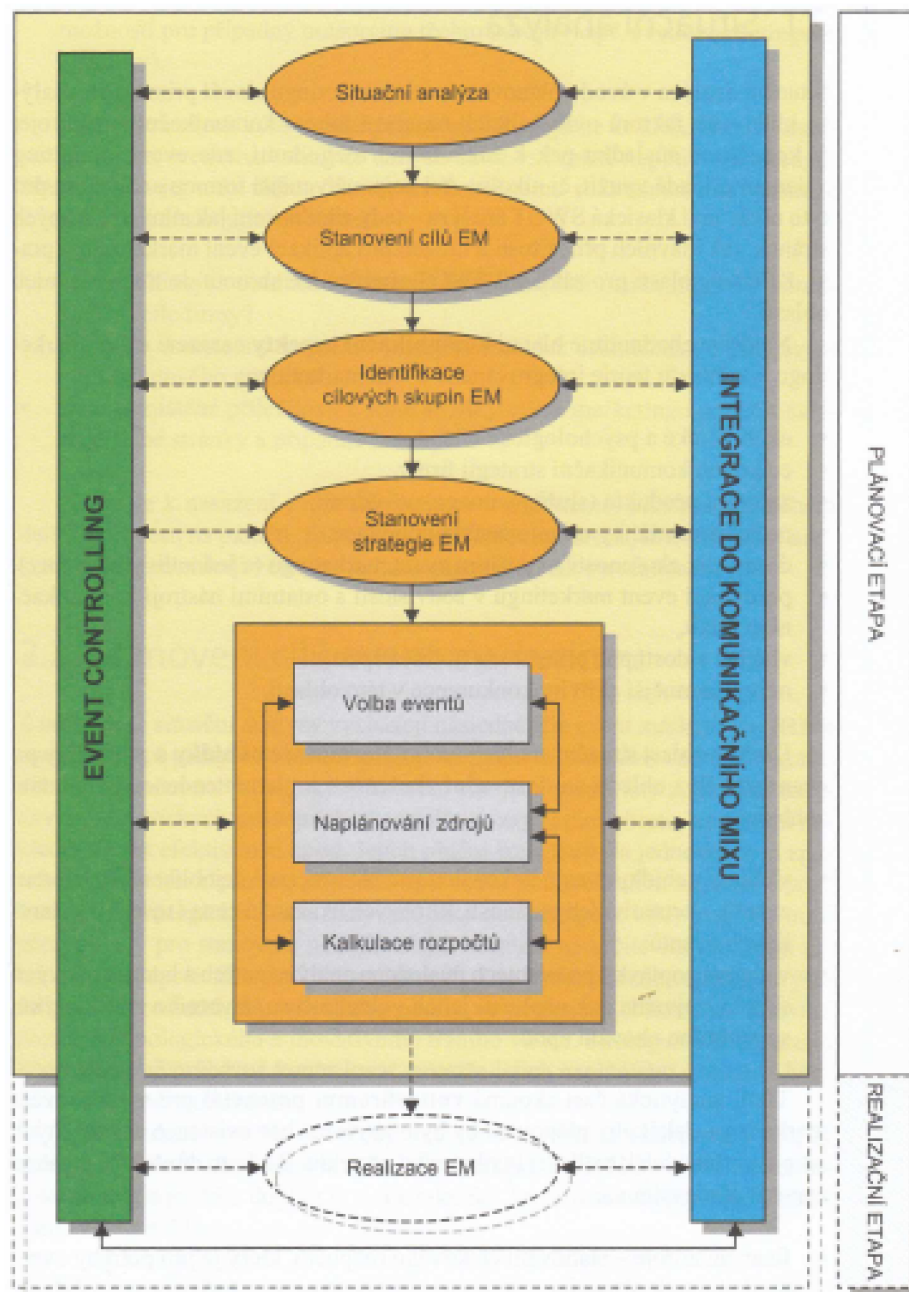 Situační analýza
Stanovení cílů EM
Identifikace
cílových skupin EM
Stanovení
strategie EM
Volba eventů
Naplánování zdrojů
Kalkulace rozpočtů
Realizace EM
EVENT CONTROLLING
INTEGRACE DO KOMUNIKAČNÍHO MIXU
PLÁNOVACÍ ETAPA
REALIZAČNÍ ETAPA